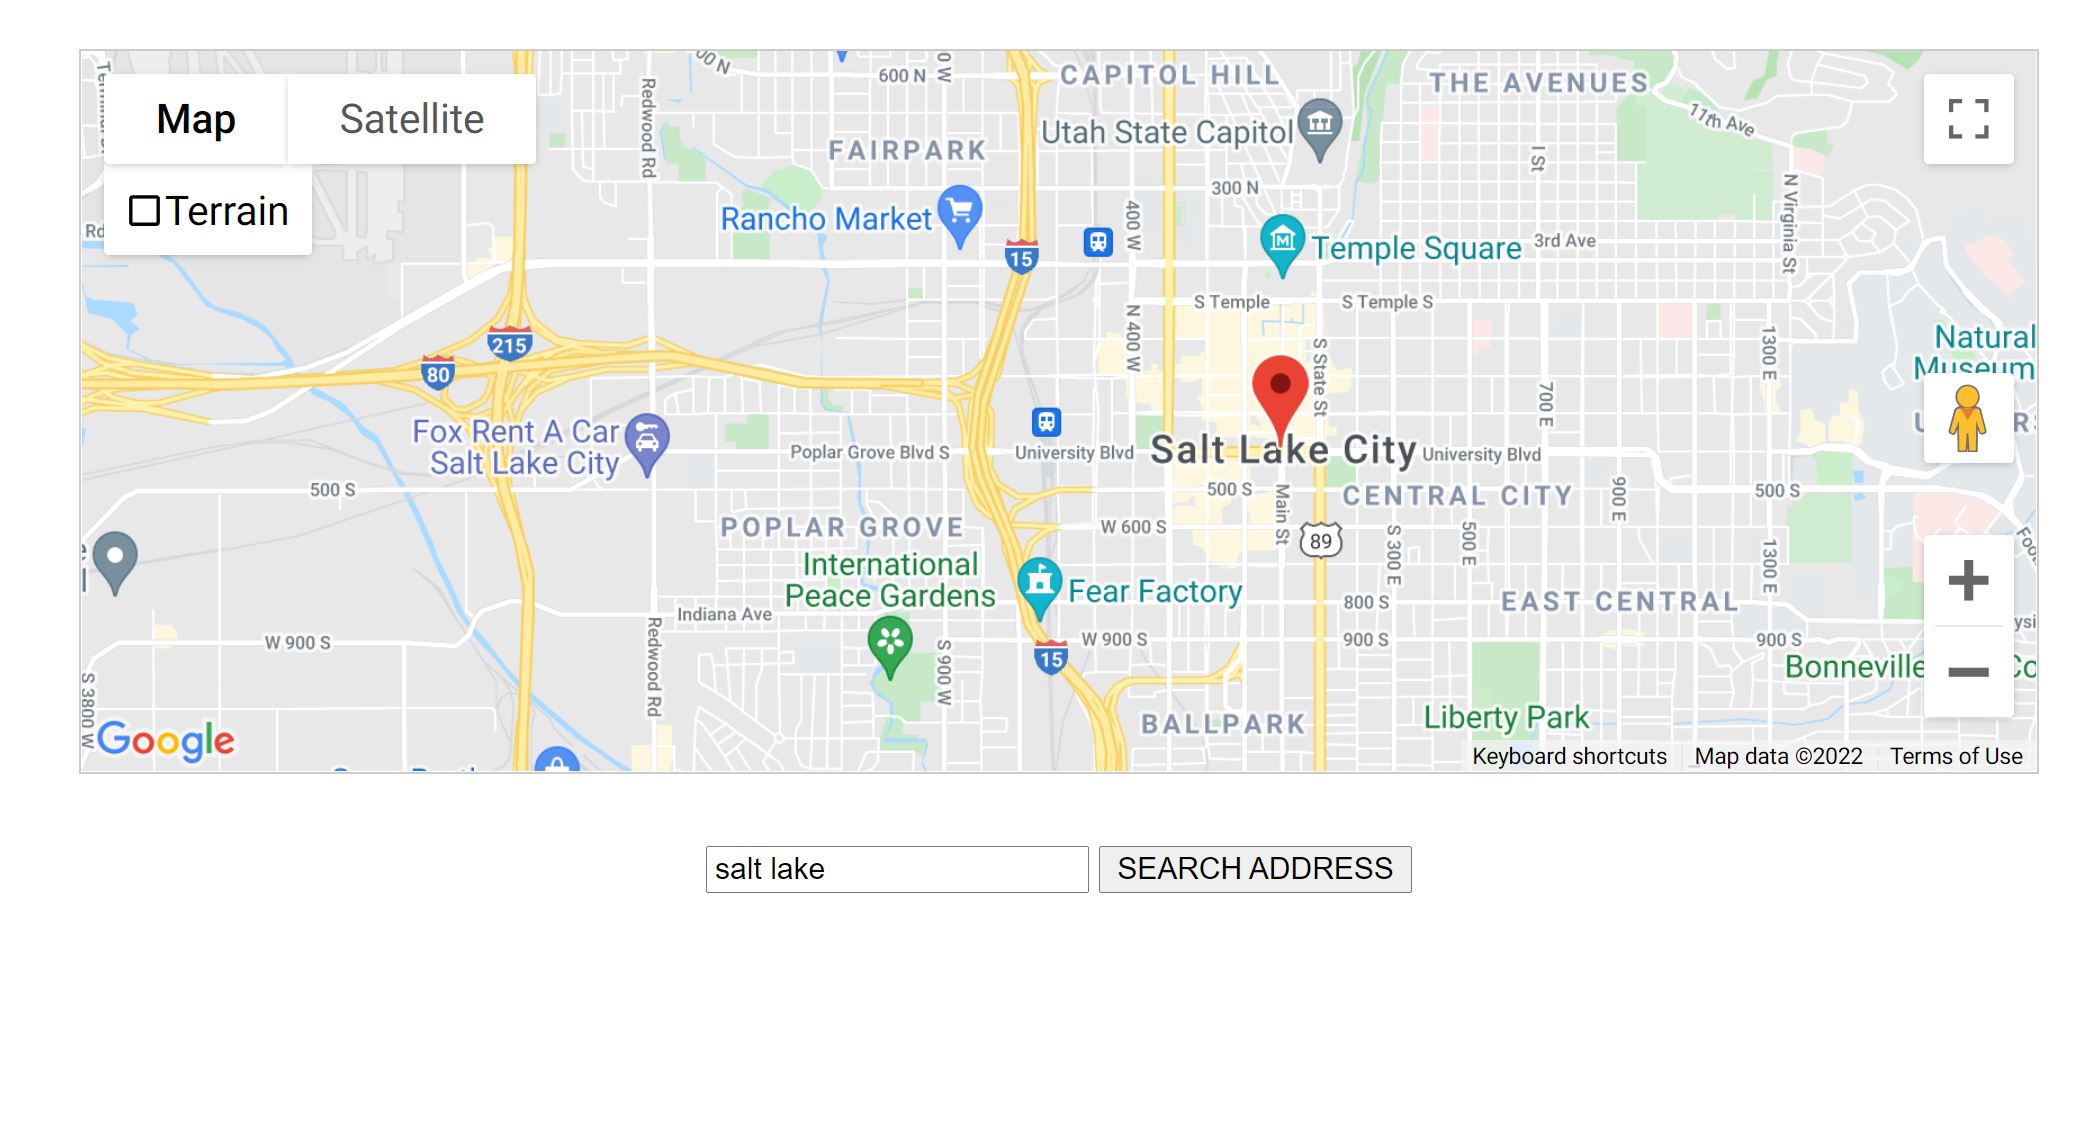 600 N
0 W
00 N
CAPITOL HILL
THE AVENUES
Map
Satellite
Redwood Rd
11th Ave
Utah State Capitol
FAIRPARK
I St
300 N
N Virginia St
Terrain
Rancho Market
400 W
Rd
15
Temple Square
3rd Ave
S Temple
S Temple S
N 400 W
215
80
S State St
1300 E
Natural
Museum
700 E
Fox Rent A Car
Salt Lake City
Poplar Grove Blvd S
University Blvd
Salt Lake City
University Blvd
500 S
500 S
Main St
CENTRAL CITY
900 E
500 S
POPLAR GROVE
W 600 S
89
S 300 E
500 E
1300 E
International
Peace Gardens
Fear Factory
800 S
EAST CENTRAL
Indiana Ave
W 900 S
Redwood Rd
S 900 W
15
W 900 S
900 S
900 S
Bonneville
Co
S 3800 W
Google
BALLPARK
Liberty Park
Keyboard shortcuts
Map data ©2022
Terms of Use
salt lake
SEARCH ADDRESS